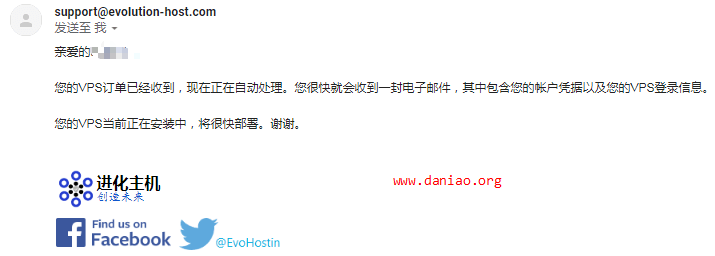 support@evolution-host.com
发送至 我
亲爱的
您的VPS订单已经收到，现在正在自动处理。您很快就会收到一封电子邮件，其中包含您的帐户凭据以及您的VPS登录信息。
您的VPS当前正在安装中，将很快部署。谢谢。
进化主机
创造未来
www.daniao.org
Find us on
Facebook
@EvoHostin